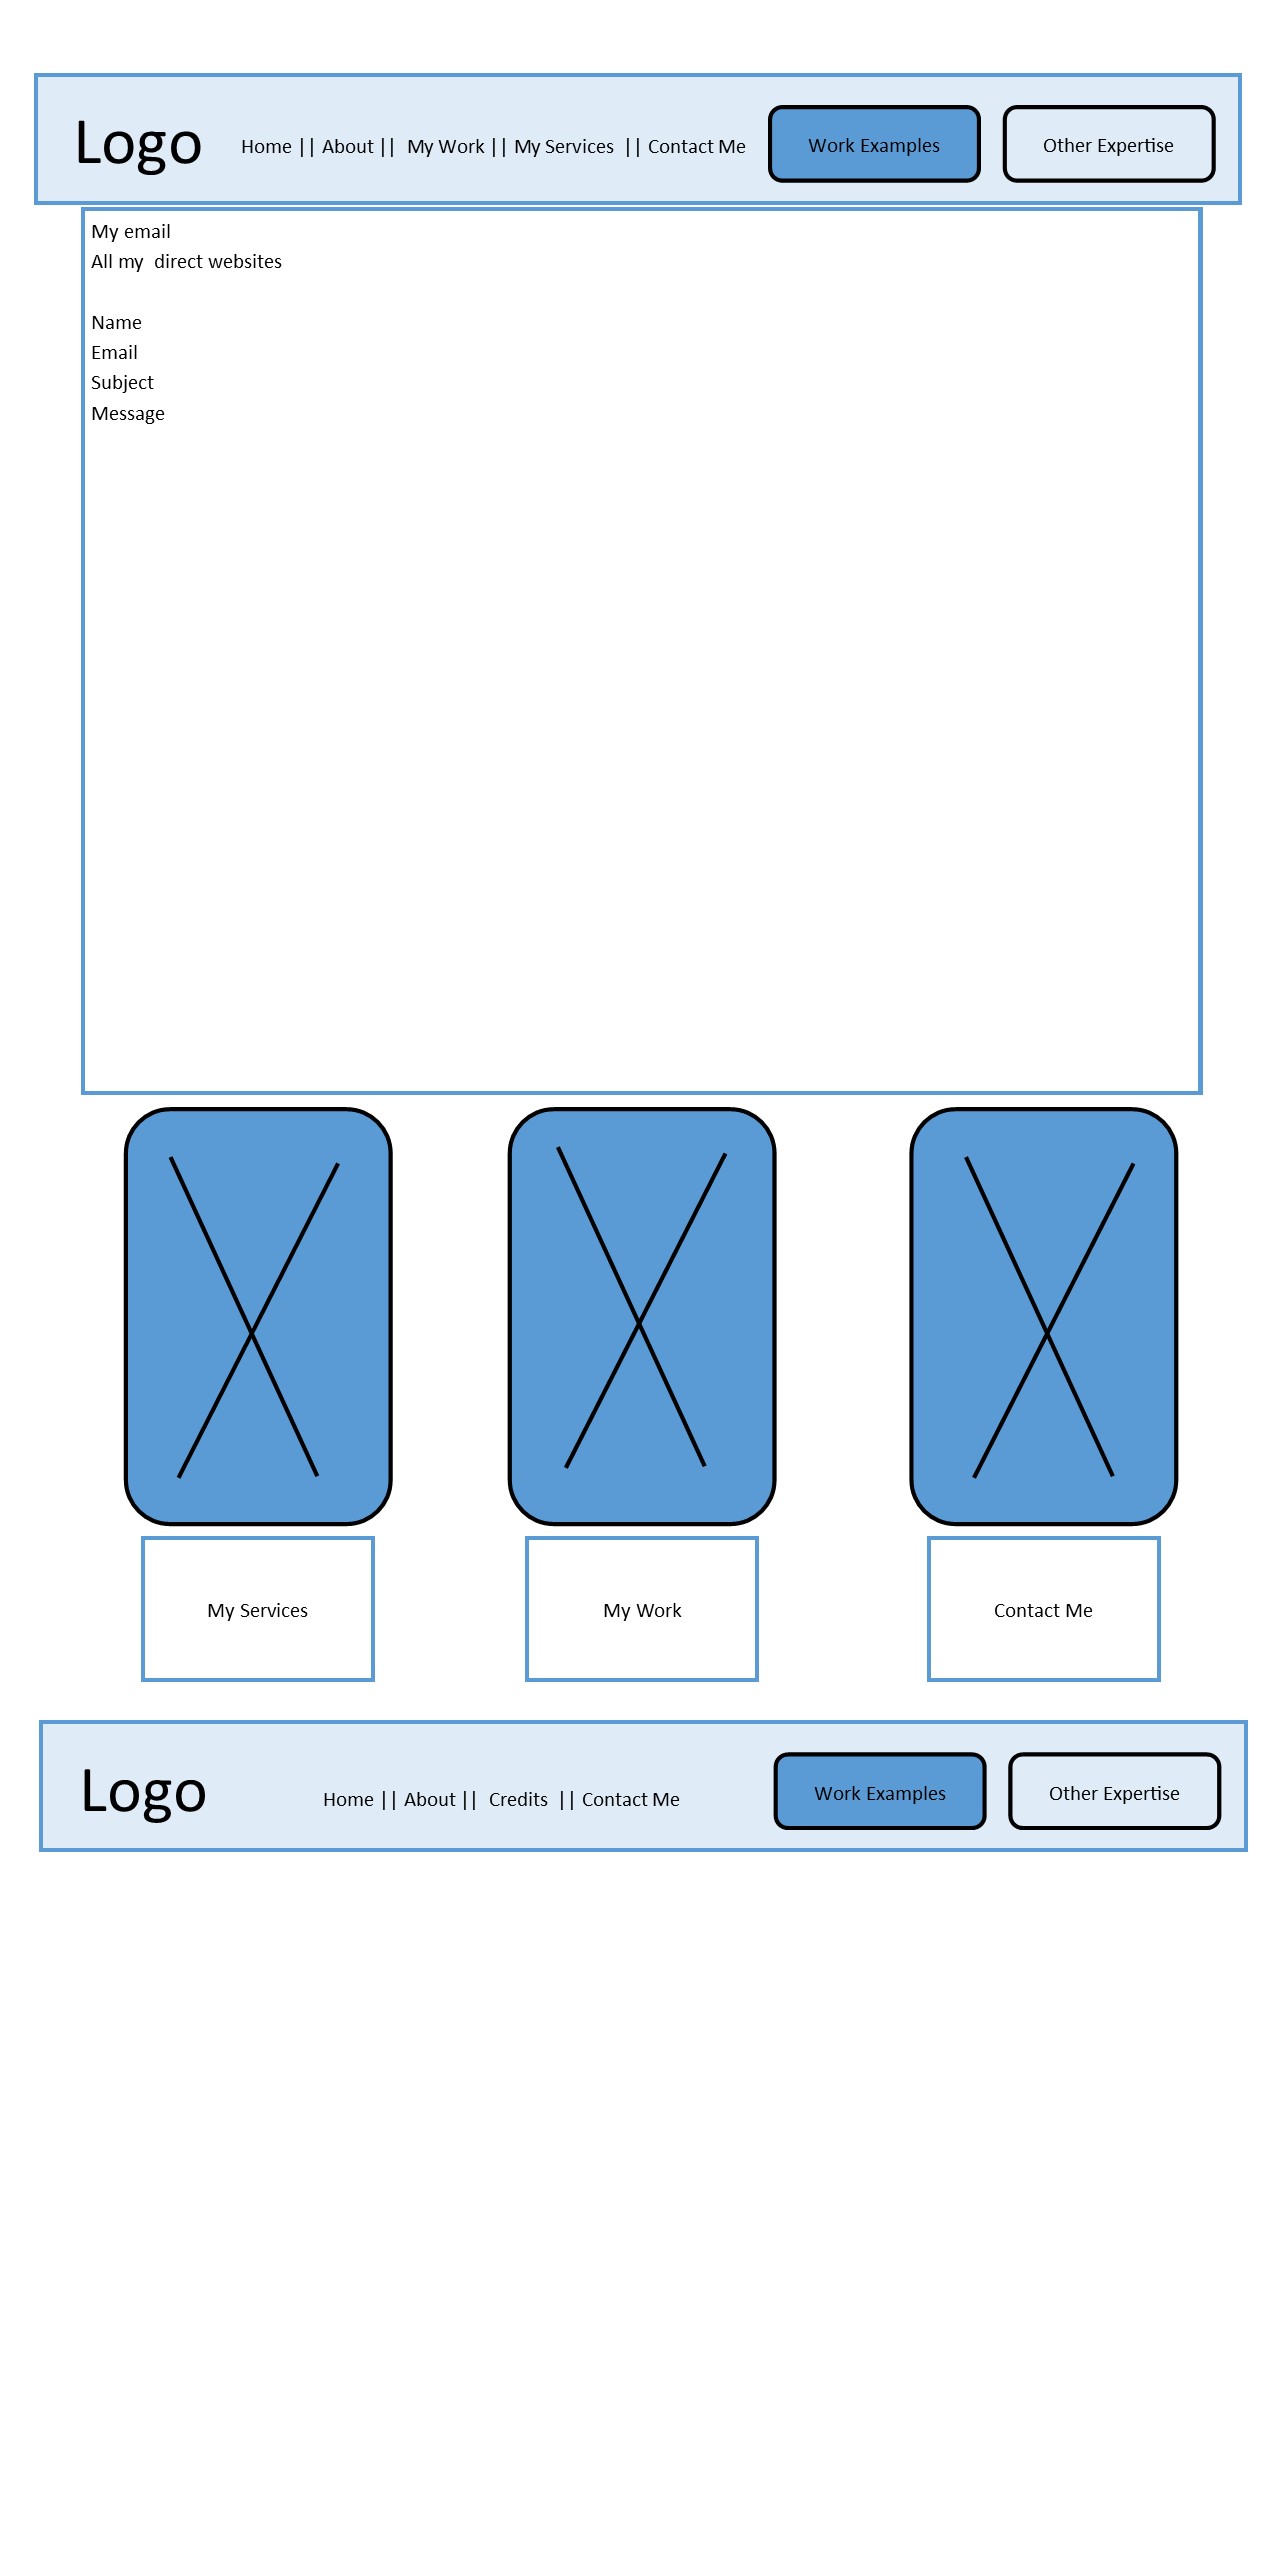 Logo
Home || About ||  My Work || My Services  || Contact Me
Work Examples
Other Expertise
My email
All my  direct websites
Name
Email
Subject
Message
My Services
My Work
Contact Me
Logo
Home || About ||  Credits  || Contact Me
Work Examples
Other Expertise